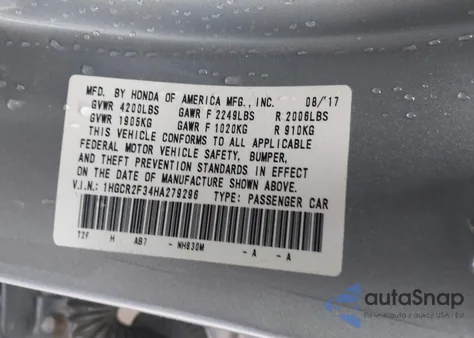 MFD. BY HONDA OF AMERICA MFG., INC. 08/'17
GVWR 4200LBS GAWR F 2249LBS R 2006LBS
GVWR 1905KG GAWR F 1020KG R 910KG
THIS VEHICLE CONFORMS TO ALL APPLICABLE
FEDERAL MOTOR VEHICLE SAFETY, BUMPER,
AND THEFT PREVENTION STANDARDS IN EFFECT
ON THE DATE OF MANUFACTURE SHOWN ABOVE.
V.I.N.: 1HGCR2F34HA279296 TYPE: PASSENGER CAR
T2F H AB7 - NH830M - A - A
autoSnap